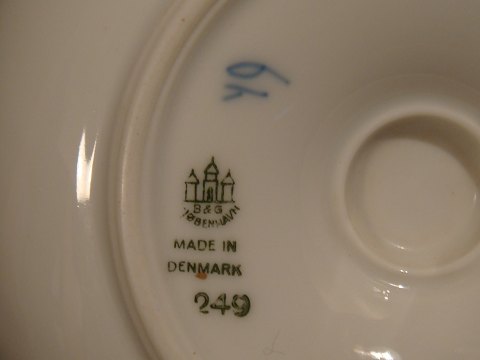 B&G
KØBENHAVN
MADE IN
DENMARK
249